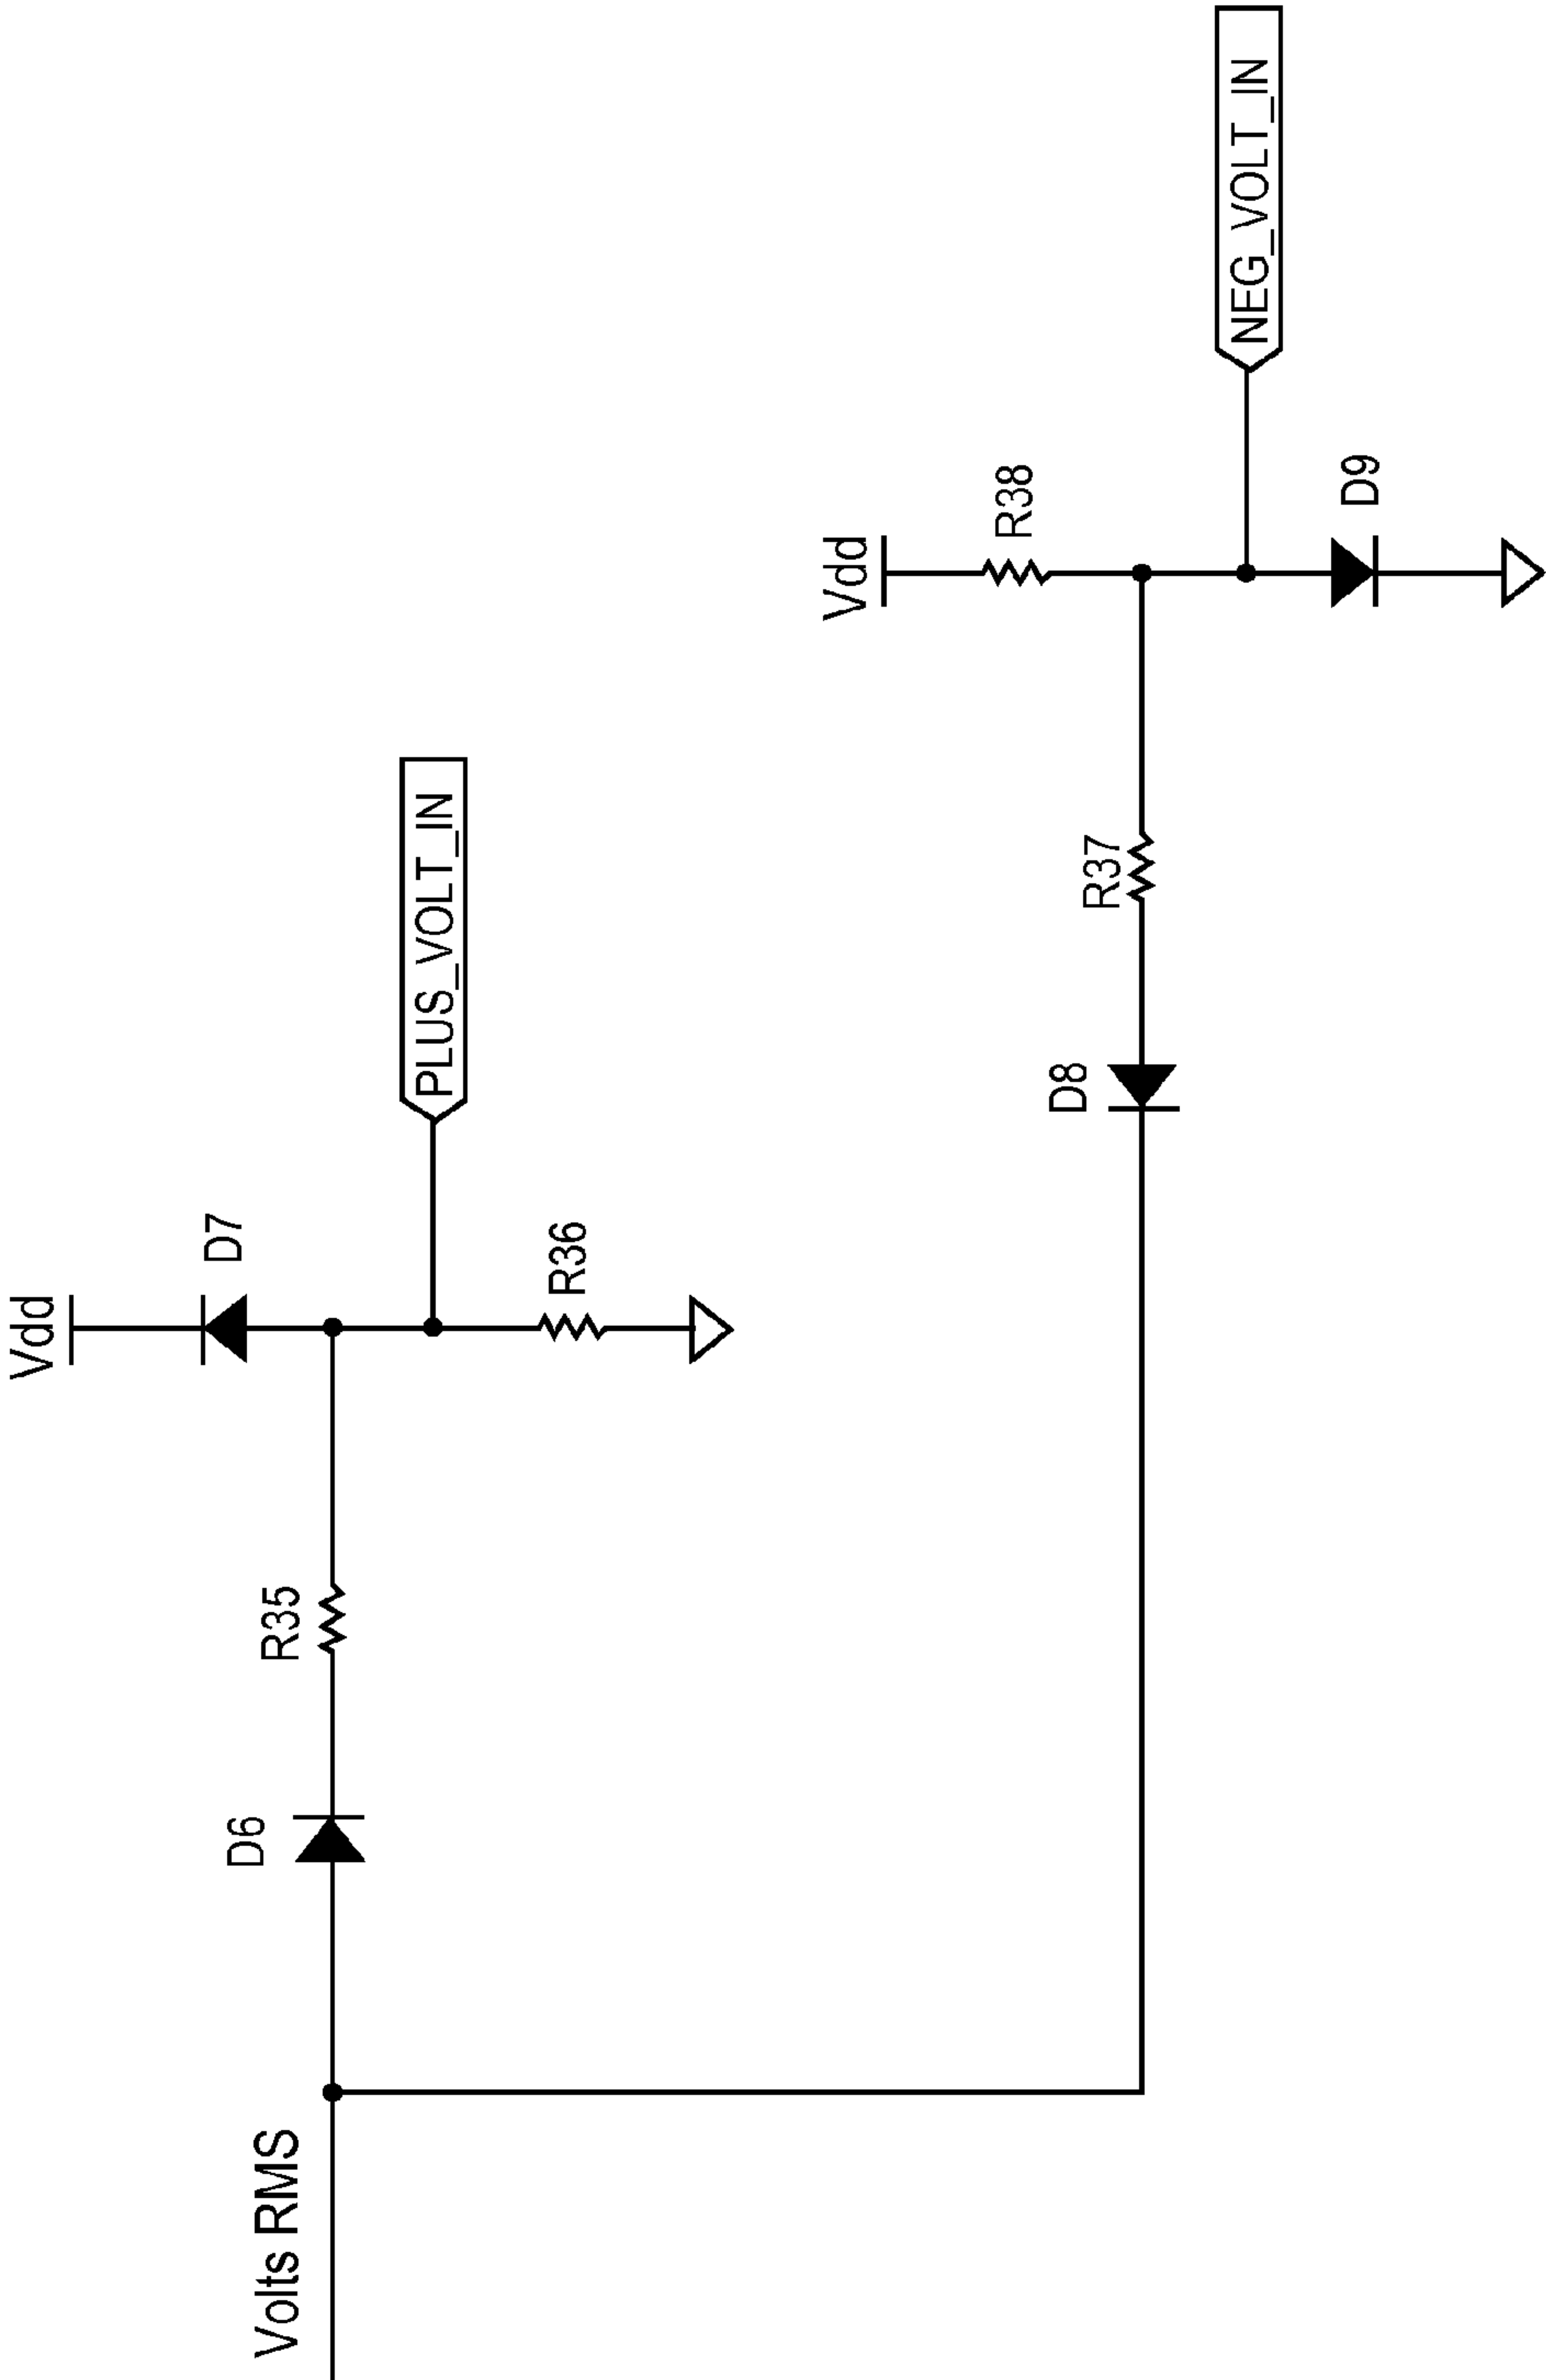 Vdd
D7
Volts RMS
D6
R35
PLUS_VOLT_IN
R36
Vdd
R38
D8
R37
NEG_VOLT_IN
D9